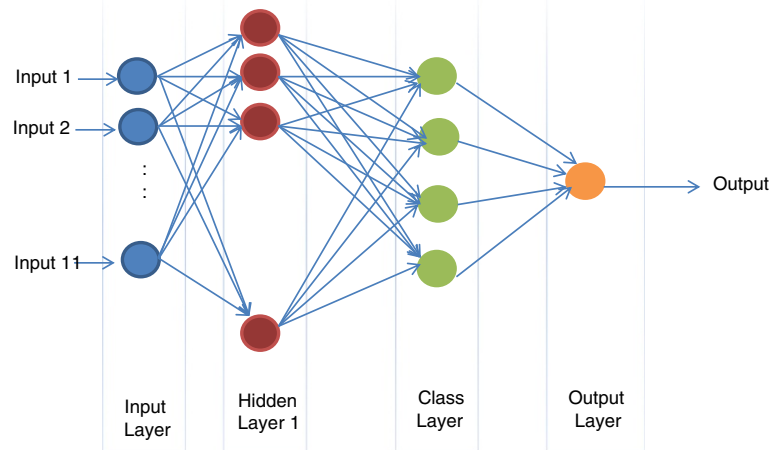 Input 1
Input 2
:
:
Input 11
Output
Input
Layer
Hidden
Layer 1
Class
Layer
Output
Layer